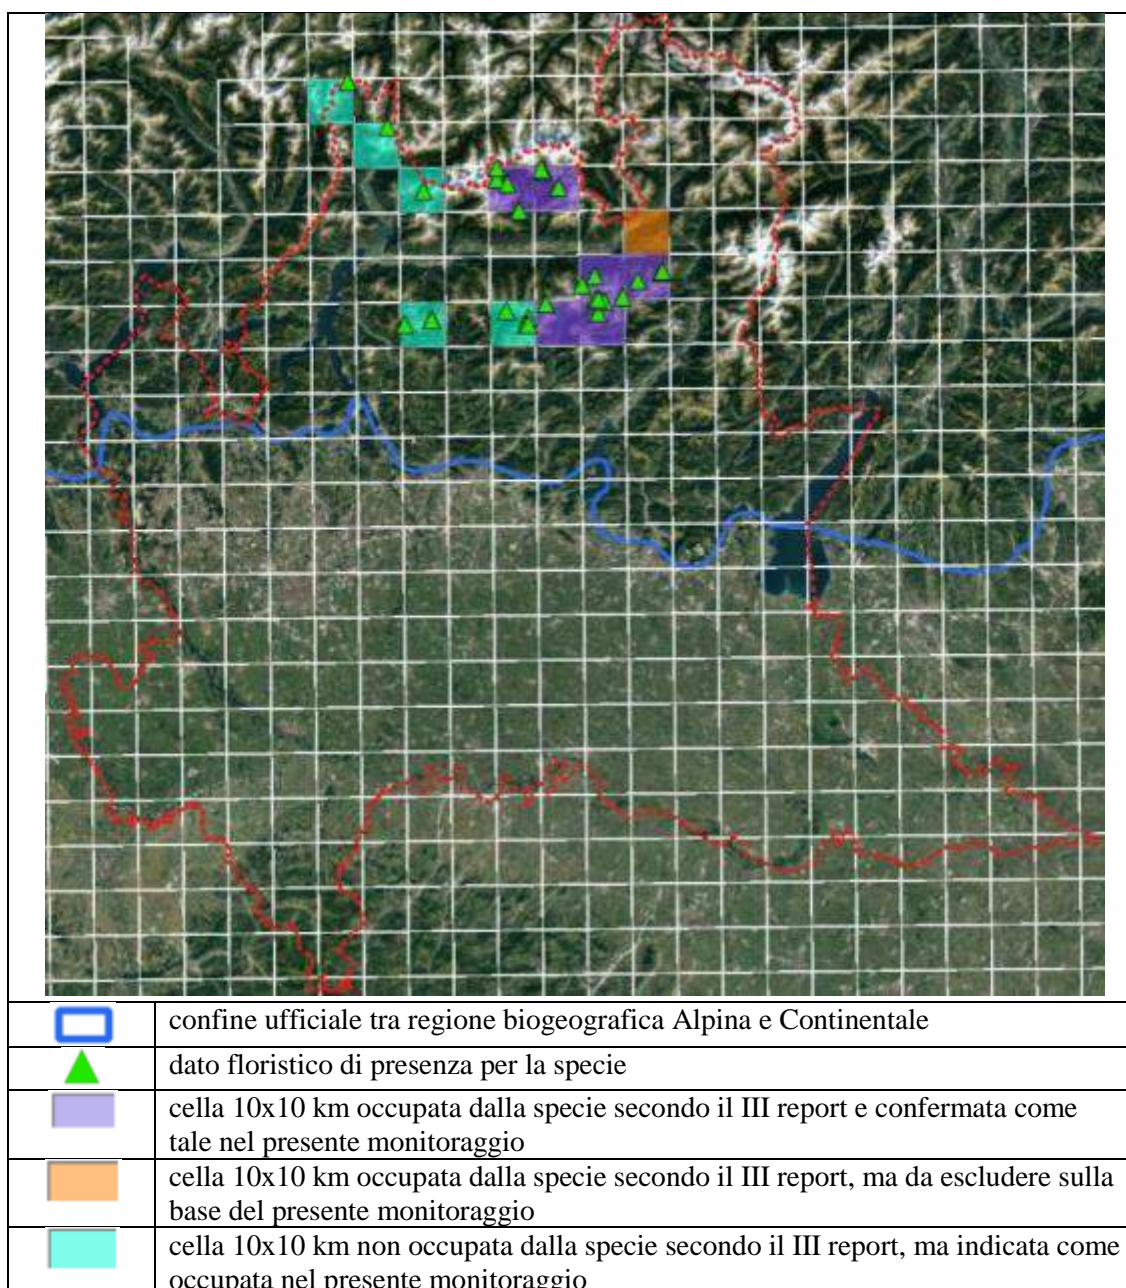 confine ufficiale tra regione biogeografica Alpina e Continentale
dato floristico di presenza per la specie
cella 10x10 km occupata dalla specie secondo il III report e confermata come
tale nel presente monitoraggio
cella 10x10 km occupata dalla specie secondo il III report, ma da escludere sulla
base del presente monitoraggio
cella 10x10 km non occupata dalla specie secondo il III report, ma indicata come
occupata nel presente monitoraggio